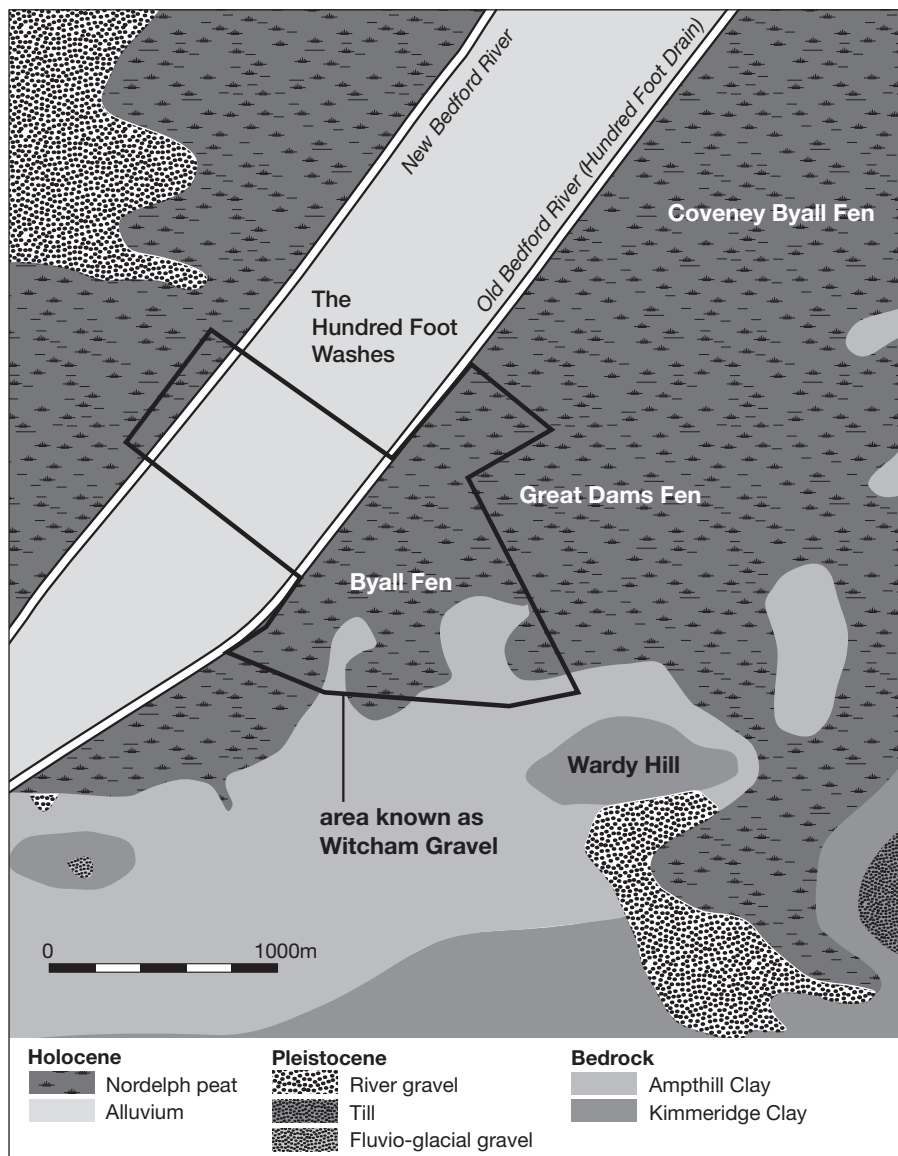 New Bedford River
Old Bedford River (Hundred Foot Drain)
Coveney Byall Fen
The
Hundred Foot
Washes
Great Dams Fen
Byall Fen
Wardy Hill
area known as
Witcham Gravel
0 1000m
Holocene
Nordelph peat
Alluvium
Pleistocene
River gravel
Till
Fluvio-glacial gravel
Bedrock
Ampthill Clay
Kimmeridge Clay